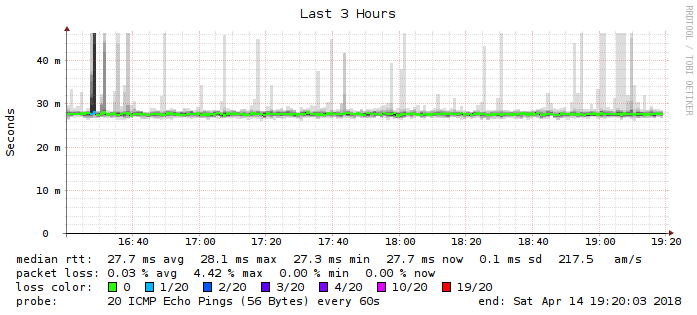 Last 3 Hours
RRDTOOL / TOBI OETIKER
Seconds
40 m
30 m
20 m
10 m
0
16:40 17:00 17:20 17:40 18:00 18:20 18:40 19:00 19:20
median rtt: 27.7 ms avg 28.1 ms max 27.3 ms min 27.7 ms now 0.1 ms sd 217.5 am/s
packet loss: 0.03 % avg 4.42 % max 0.00 % min 0.00 % now
loss color: 0 1/20 2/20 3/20 4/20 10/20 19/20
probe: 20 ICMP Echo Pings (56 Bytes) every 60s end: Sat Apr 14 19:20:03 2018